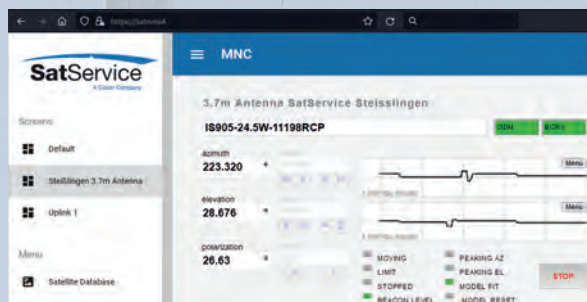 https://satnms4
SatService
A Calian Company
MNC
Screens
Default
Steißlingen 3.7m Antenna
Uplink 1
Menu
Satellite Database
3.7m Antenna SatService Steisslingen
IS905-24.5W-11198RCP
azimuth
223.320 °
Menu
elevation
28.676 °
Menu
polarization
26.63 °
MOVING
PEAKING AZ
LIMIT
PEAKING EL
STOPPED
MODEL FIT
BEACON LEVEL
MODEL RESET
STOP